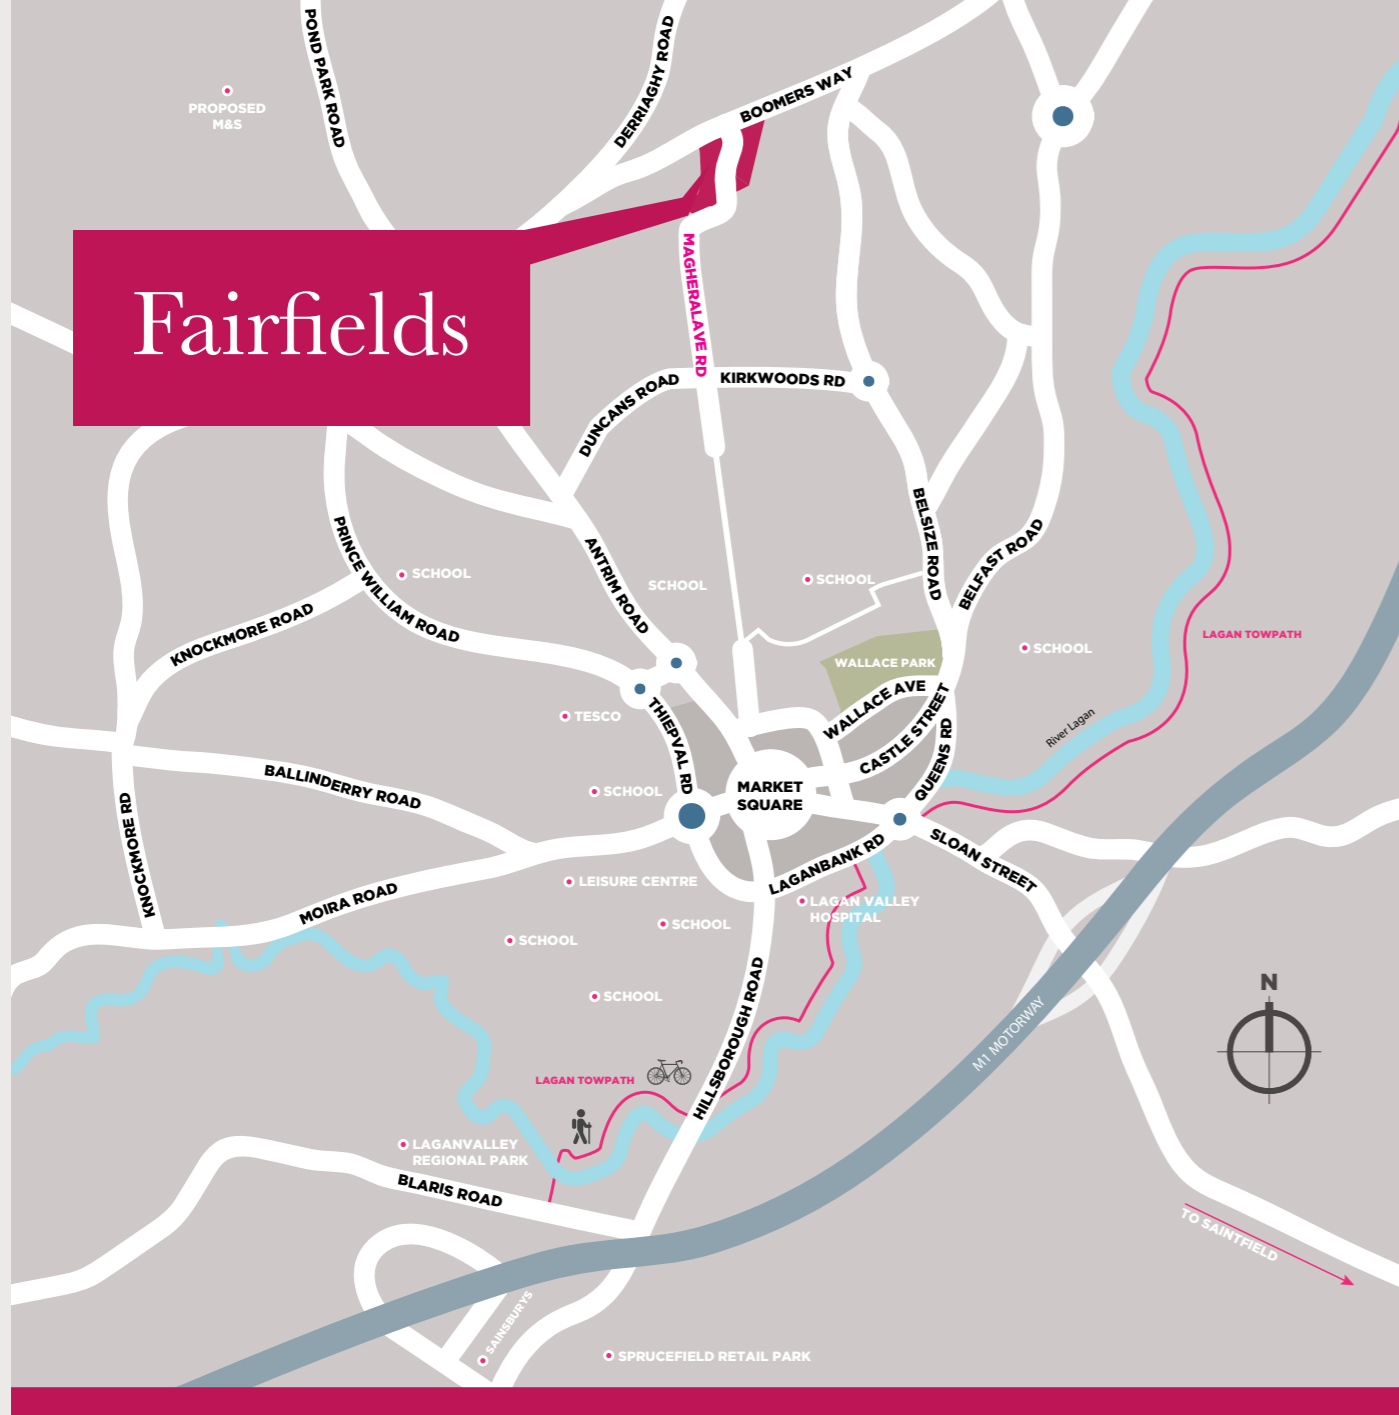 POND PARK ROAD
DERRIAGHY ROAD
BOOMERS WAY
PROPOSED
M&S
Fairfields
MAGHERALAVE RD
DUNCANS ROAD
KIRKWOODS RD
BELSIZE ROAD
BELFAST ROAD
PRINCE WILLIAM ROAD
SCHOOL
ANTRIM ROAD
SCHOOL
SCHOOL
KNOCKMORE ROAD
LAGAN TOWPATH
SCHOOL
WALLACE PARK
WALLACE AVE
TESCO
THIEPVAL RD
CASTLE STREET
QUEENS RD
River Lagan
BALLINDERRY ROAD
SCHOOL
MARKET
SQUARE
KNOCKMORE RD
LAGANBANK RD
SLOAN STREET
MOIRA ROAD
LEISURE CENTRE
LAGAN VALLEY
HOSPITAL
SCHOOL
SCHOOL
SCHOOL
N
HILLSBOROUGH ROAD
M1 MOTORWAY
LAGAN TOWPATH
LAGANVALLEY
REGIONAL PARK
BLARIS ROAD
TO SAINTFIELD
SAINSBURYS
SPRUCEFIELD RETAIL PARK